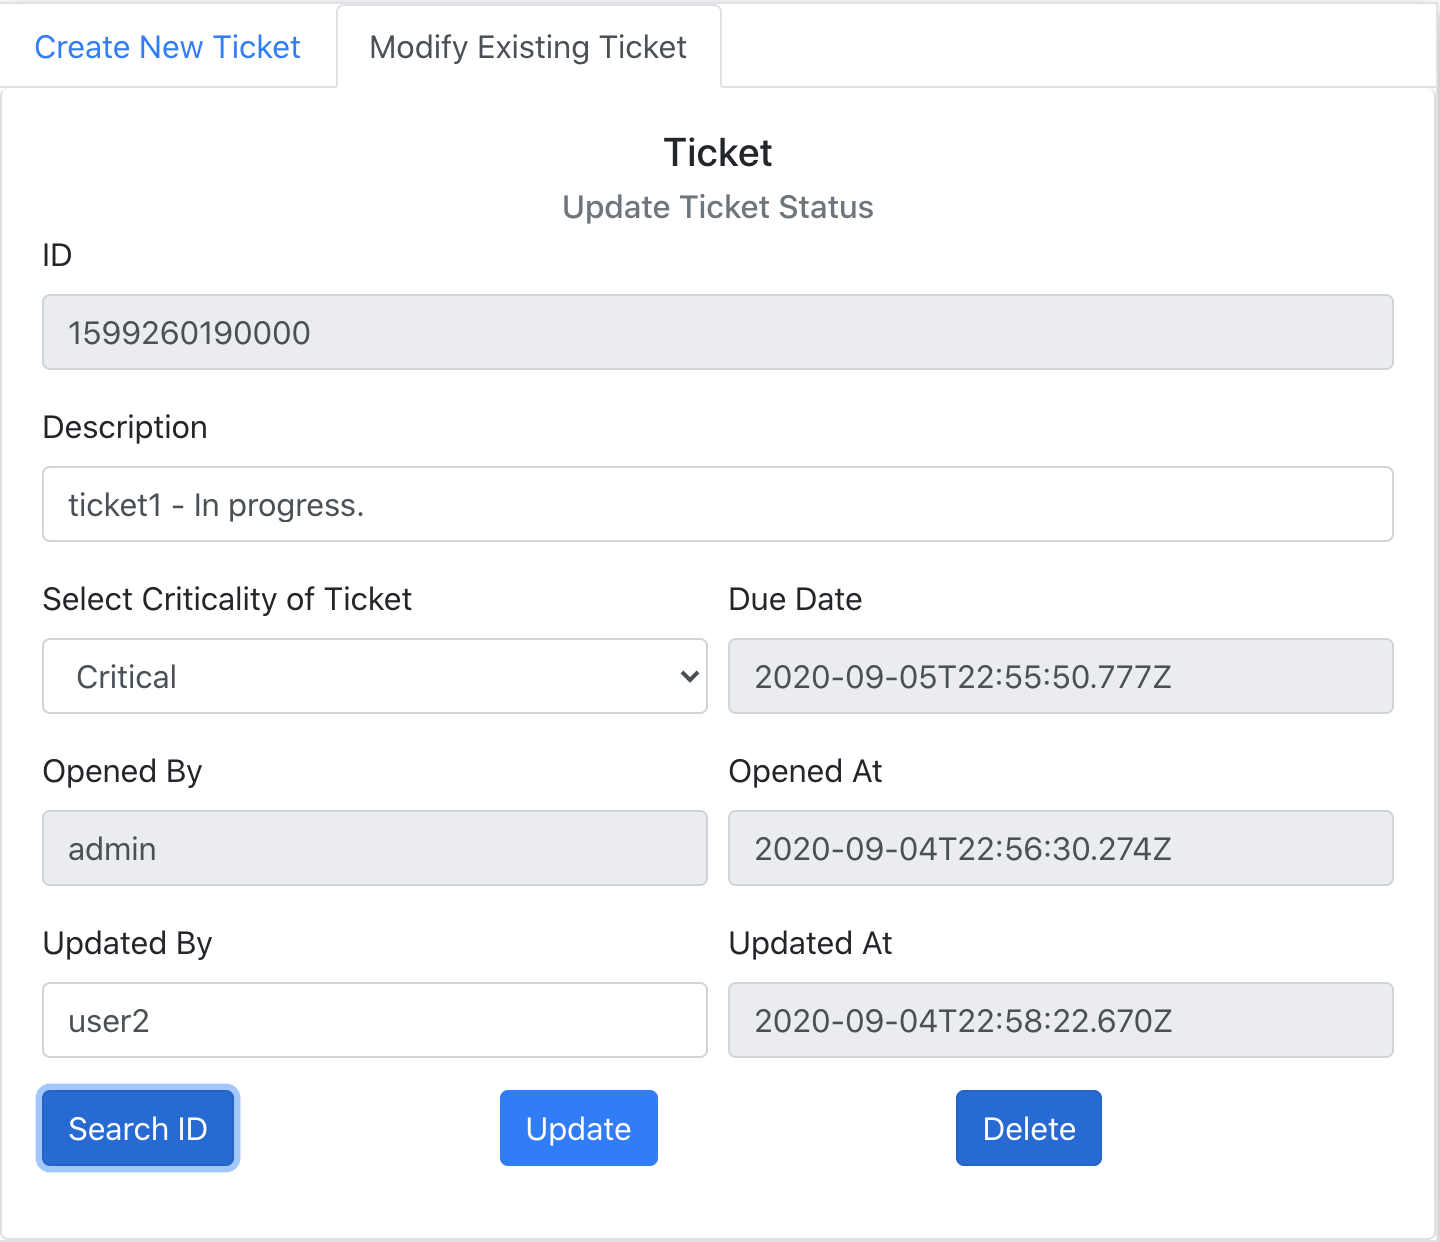 Create New Ticket
Modify Existing Ticket
Ticket
Update Ticket Status
ID
1599260190000
Description
ticket1 - In progress.
Select Criticality of Ticket
Due Date
Critical
2020-09-05T22:55:50.777Z
Opened By
Opened At
admin
2020-09-04T22:56:30.274Z
Updated By
Updated At
user2
2020-09-04T22:58:22.670Z
Search ID
Update
Delete